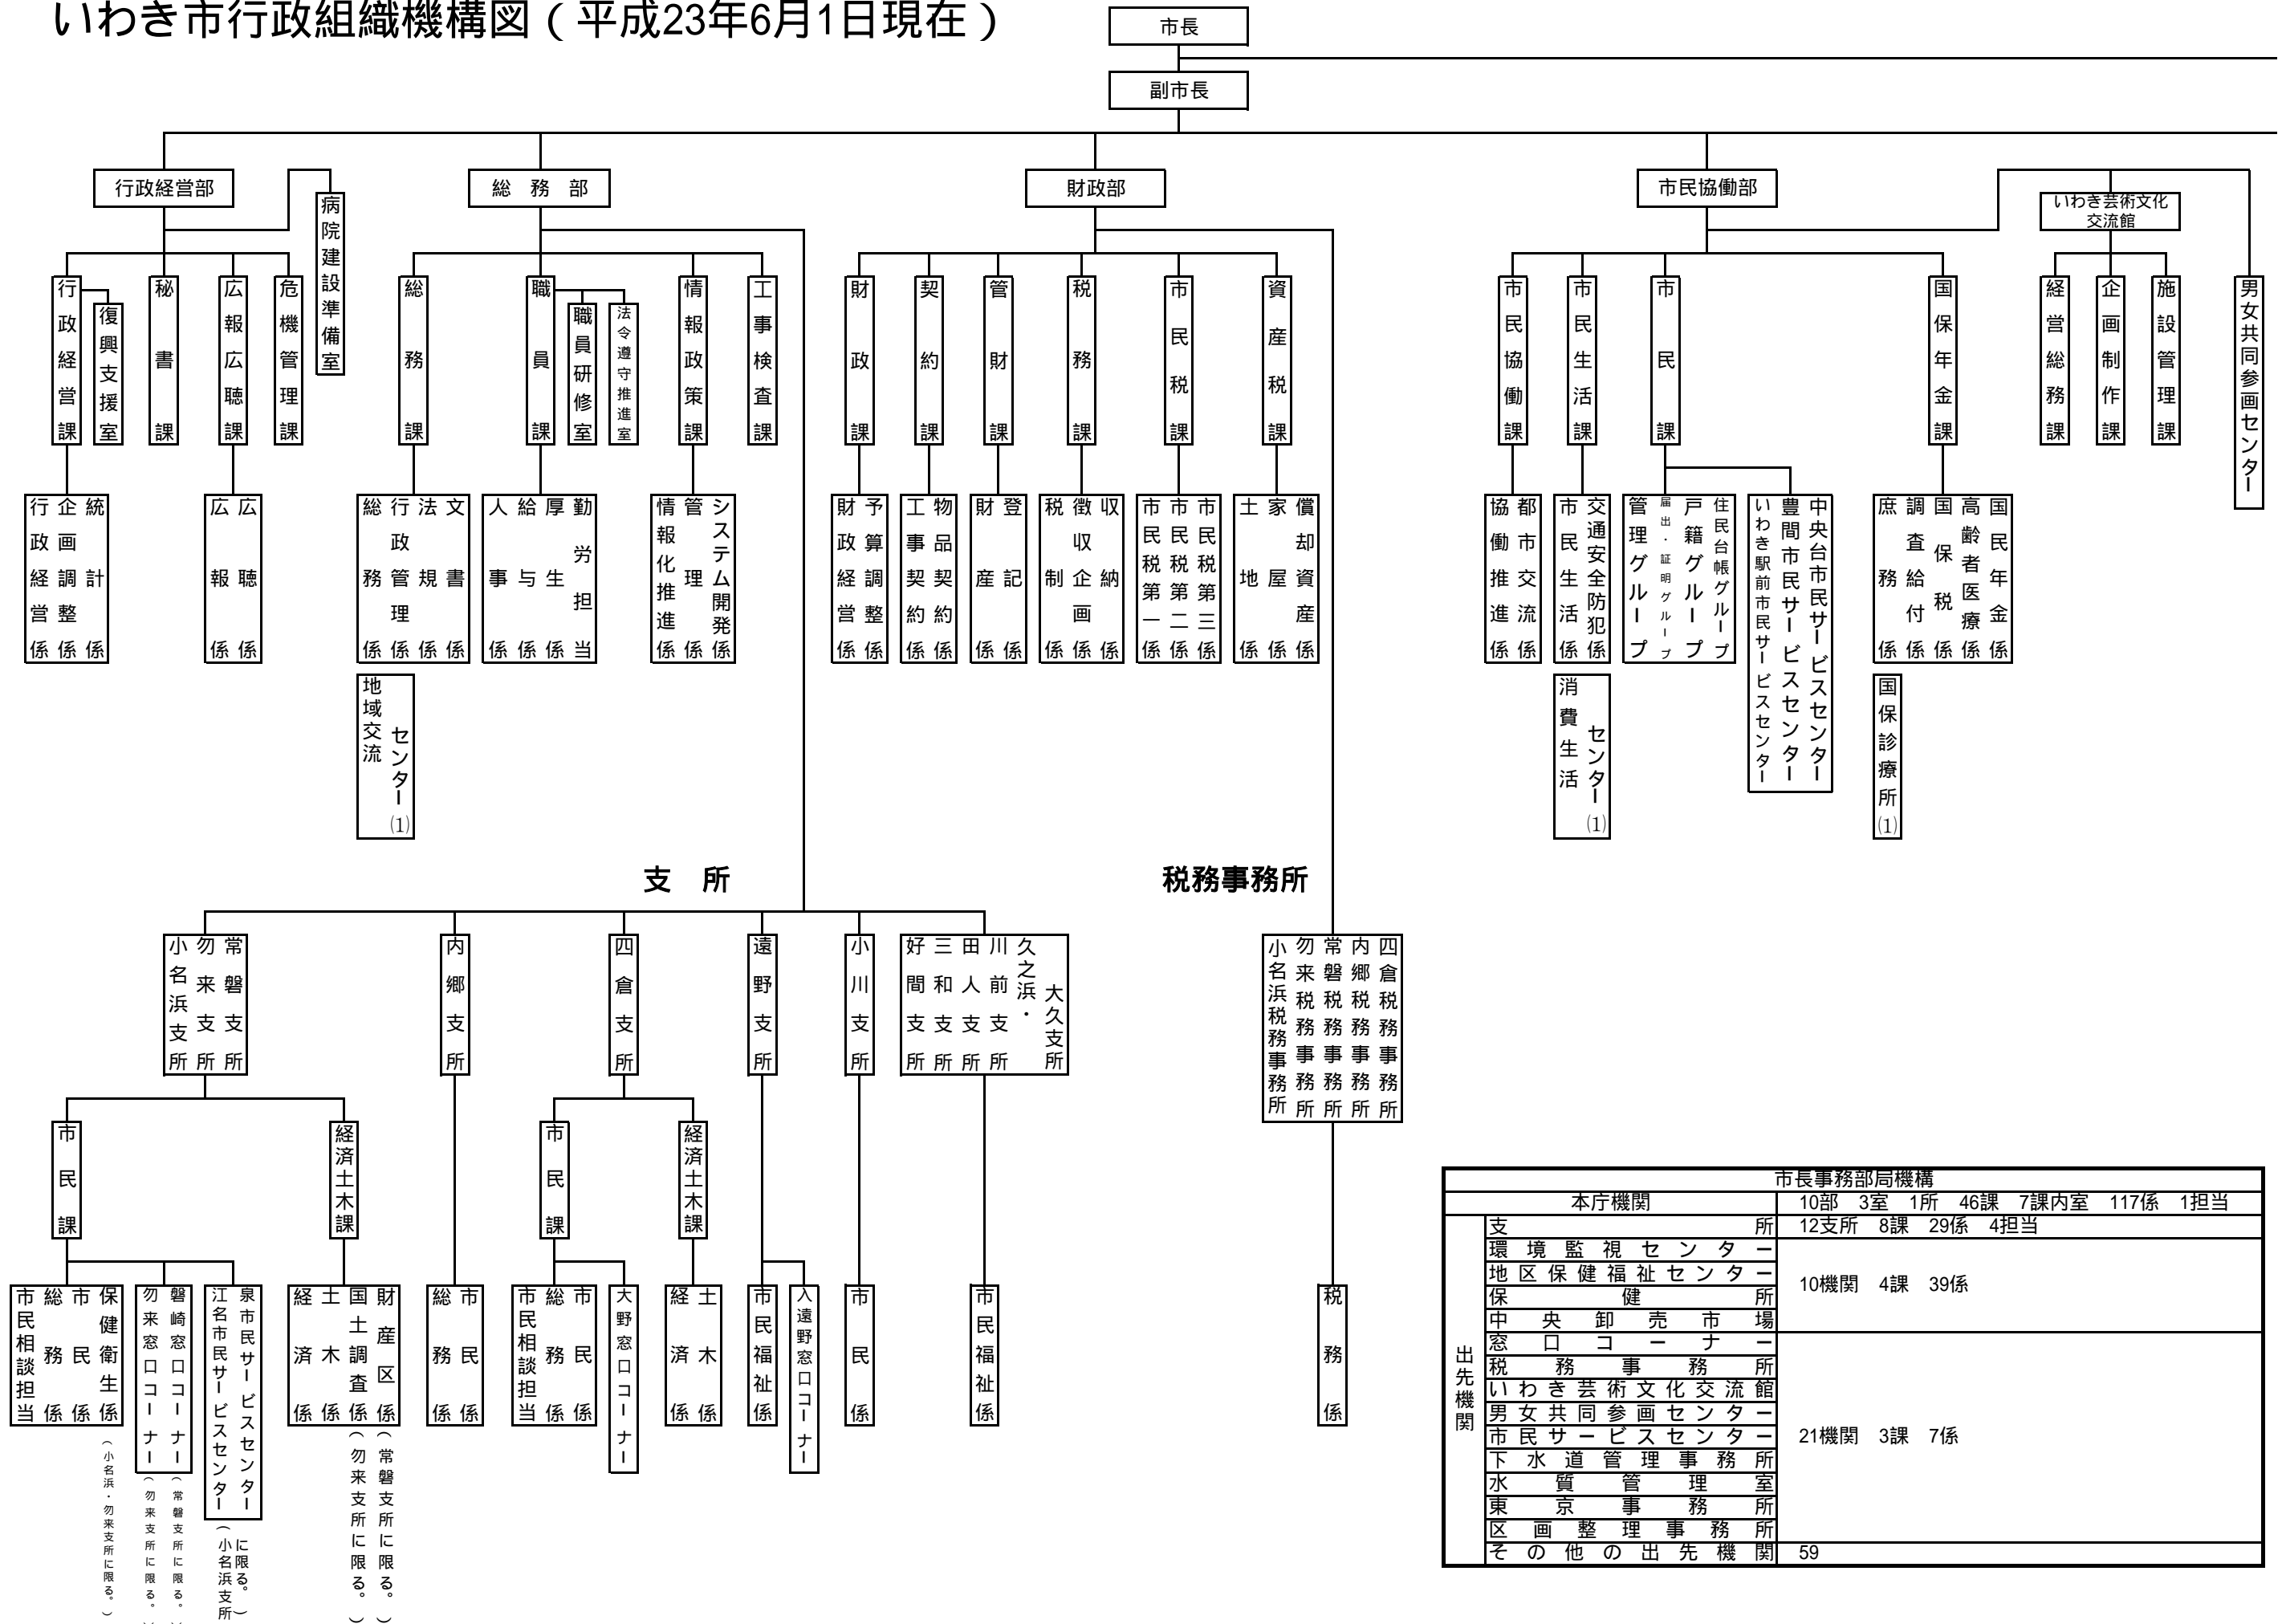 いわき市行政組織機構図（平成23年6月1日現在）
市長
副市長
行政経営部
総務部
財政部
市民協働部
いわき芸術文化
交流館
病院建設準備室
行政経営課
復興支援室
秘書課
広報広聴課
危機管理課
総務課
職員課
職員研修室
法令遵守推進室
情報政策課
工事検査課
財政課
契約課
管財課
税務課
市民税課
資産税課
市民協働課
市民生活課
市民課
国保年金課
経営総務課
企画制作課
施設管理課
男女共同参画センター
行政経営係
企画調整係
統計係
広報係
広聴係
総務係
行政管理係
法規係
文書係
人事係
給与係
厚生係
勤労担当
情報化推進係
管理係
システム開発係
財政経営係
予算調整係
工事契約係
物品契約係
財産係
登記係
税制係
徴収企画係
収納係
市民税第一係
市民税第二係
市民税第三係
土地係
家屋係
償却資産係
協働推進係
都市交流係
市民生活係
交通安全防犯係
管理グループ
届出・証明グループ
戸籍グループ
住民台帳グループ
いわき駅前市民サービスセンター
豊間市民サービスセンター
中央台市民サービスセンター
庶務係
調査給付係
国保税係
高齢者医療係
国民年金係
地域交流
センター⑴
消費生活
センター⑴
国保診療所⑴
支所
税務事務所
小名浜支所
勿来支所
常磐支所
内郷支所
四倉支所
遠野支所
小川支所
好間支所
三和支所
田人支所
川前支所
久之浜・
大久支所
小名浜税務事務所
勿来税務事務所
常磐税務事務所
内郷税務事務所
四倉税務事務所
市民課
経済土木課
市民課
経済土木課
市民相談担当
総務係
市民係
保健衛生係
（小名浜・勿来支所に限る。）
勿来窓口コーナー（勿来支所に限る。）
磐崎窓口コーナー（常磐支所に限る。）
江名市民サービスセンター
泉市民サービスセンター
（小名浜支所
に限る。）
経済係
土木係
国土調査係（勿来支所に限る。）
財産区係（常磐支所に限る。）
総務係
市民係
市民相談担当
総務係
市民係
大野窓口コーナー
経済係
土木係
市民福祉係
入遠野窓口コーナー
市民係
市民福祉係
税務係
市長事務部局機構
本庁機関 10部 3室 1所 46課 7課内室 117係 1担当
出先機関
支所 12支所 8課 29係 4担当
環境監視センター
地区保健福祉センター
保健所
中央卸売市場
10機関 4課 39係
窓口コーナー
税務事務所
いわき芸術文化交流館
男女共同参画センター
市民サービスセンター
下水道管理事務所
水質管理室
東京事務所
区画整理事務所
21機関 3課 7係
その他の出先機関 59